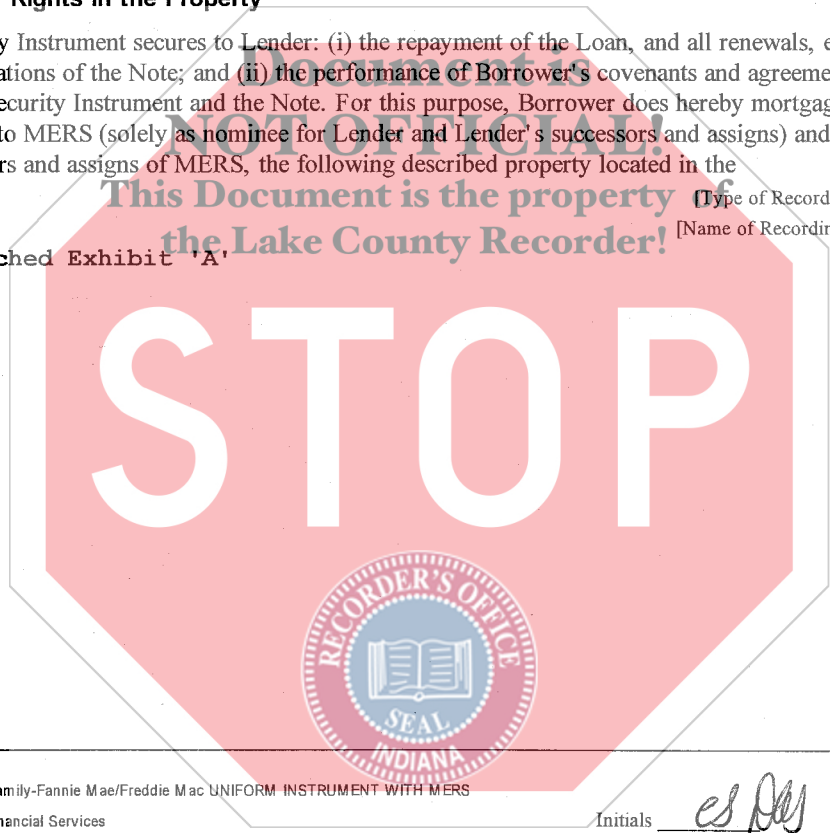 Rights in the Property
y Instrument secures to Lender: (i) the repayment of the Loan, and all renewals, e
ations of the Note; and (ii) the performance of Borrower's covenants and agreeme
ecurity Instrument and the Note. For this purpose, Borrower does hereby mortgag
to MERS (solely as nominee for Lender and Lender's successors and assigns) and
rs and assigns of MERS, the following described property located in the
[Type of Record
[Name of Recordin
ched Exhibit 'A'
Document is
NOT OFFICIAL!
This Document is the property of
the Lake County Recorder!
STOP
RECORDER'S OFFICE
SEAL
INDIANA
amily-Fannie Mae/Freddie Mac UNIFORM INSTRUMENT WITH MERS
nancial Services
Initials